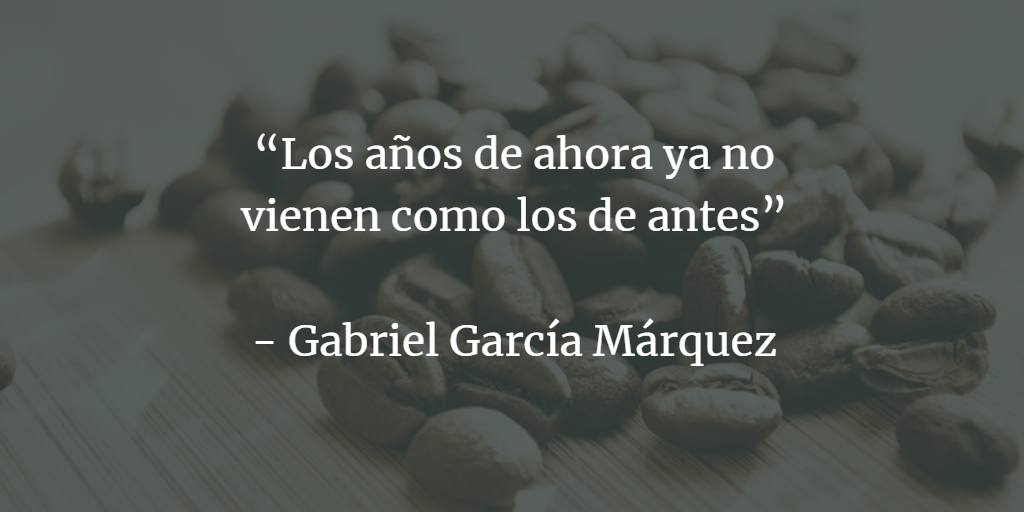 “Los años de ahora ya no
vienen como los de antes”
- Gabriel García Márquez